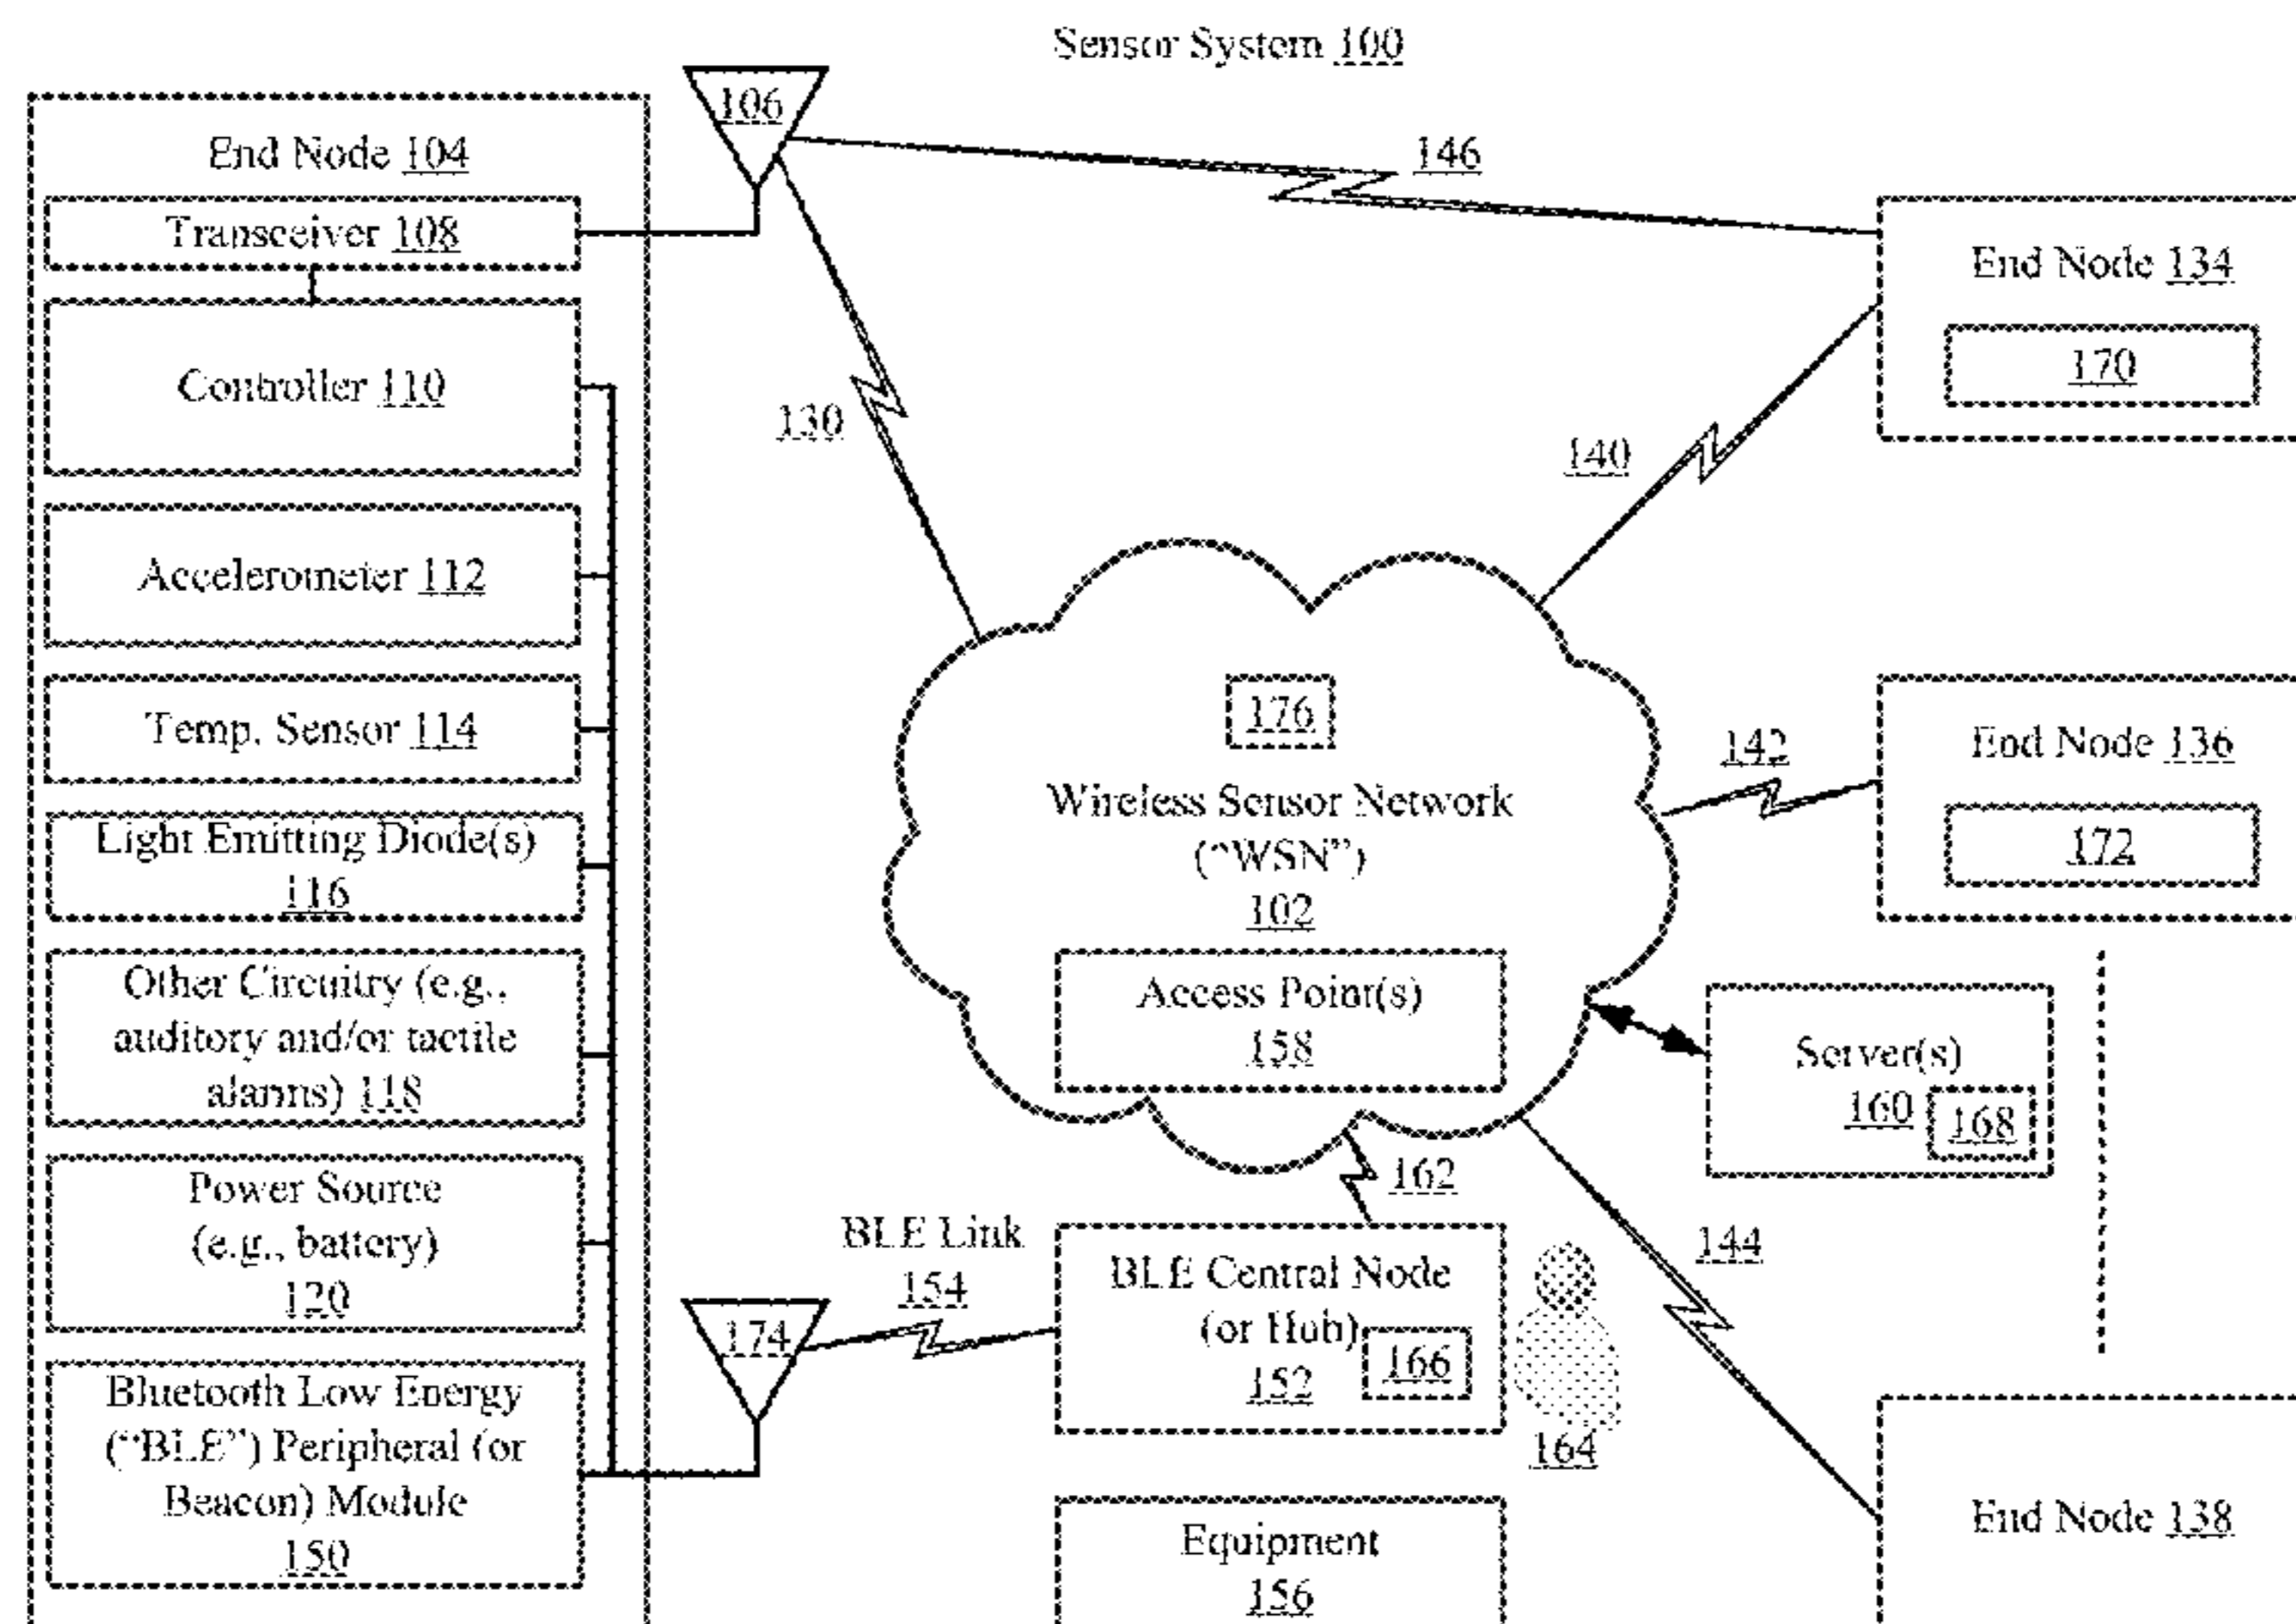 Sensor System 100
106
End Node 104
Transceiver 108
Controller 110
Accelerometer 112
Temp. Sensor 114
Light Emitting Diode(s)
116
Other Circuitry (e.g.,
auditory and/or tactile
alarms) 118
Power Source
(e.g., battery)
120
Bluetooth Low Energy
("BLE") Peripheral (or
Beacon) Module
150
146
130
140
End Node 134
170
176
Wireless Sensor Network
("WSN")
102
Access Point(s)
158
142
End Node 136
172
Server(s)
160
168
162
144
BLE Link
154
174
BLE Central Node
(or Hub)
152
166
164
Equipment
156
End Node 138